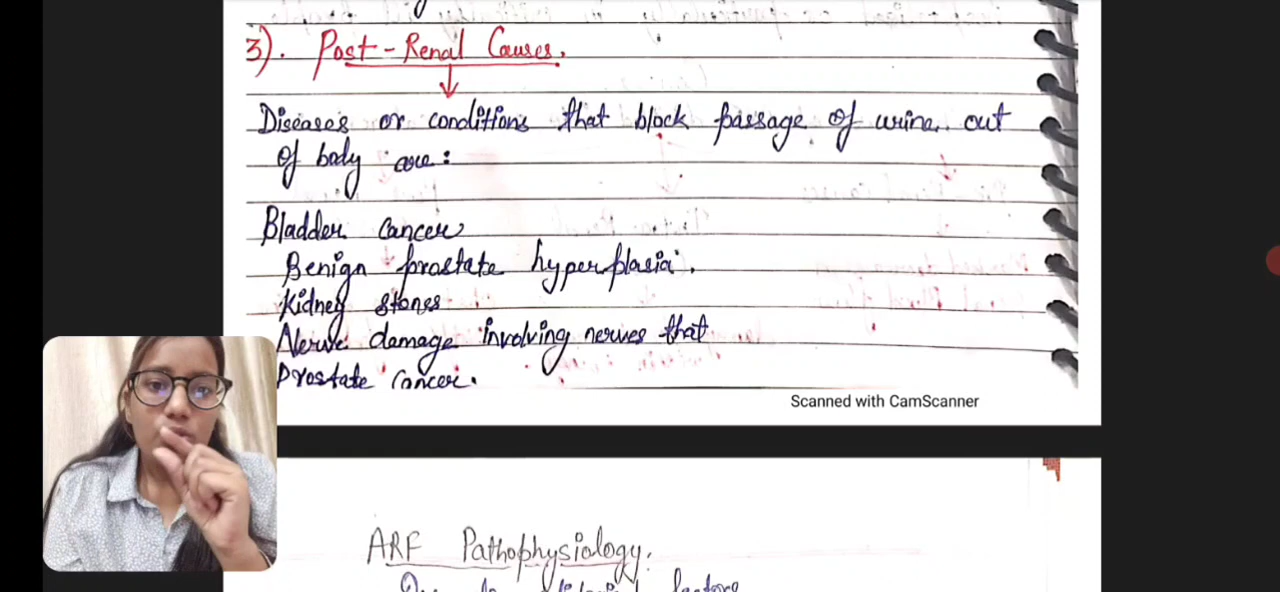 3). Post-Renal Causes.
Diseases or conditions that block passage of urine out
of body are:
Bladder Cancer
Benign prostate hyperplasia.
Kidney stones
Nerve damage involving nerves that
Prostate Cancer.
Scanned with CamScanner
ARF Pathophysiology.
factors